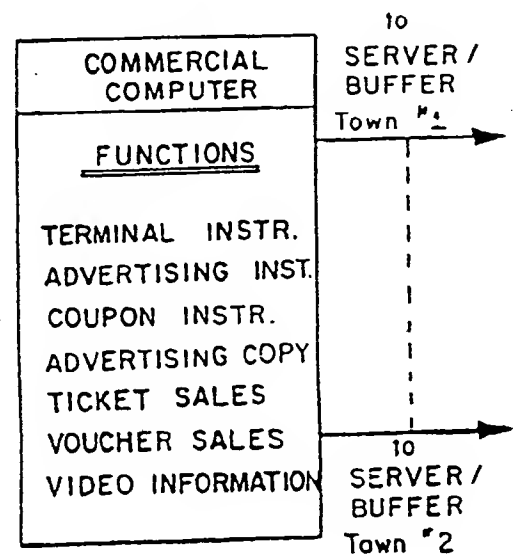 COMMERCIAL
COMPUTER
FUNCTIONS
TERMINAL INSTR.
ADVERTISING INST.
COUPON INSTR.
ADVERTISING COPY
TICKET SALES
VOUCHER SALES
VIDEO INFORMATION
to
SERVER /
BUFFER
Town #1
to
SERVER /
BUFFER
Town #2